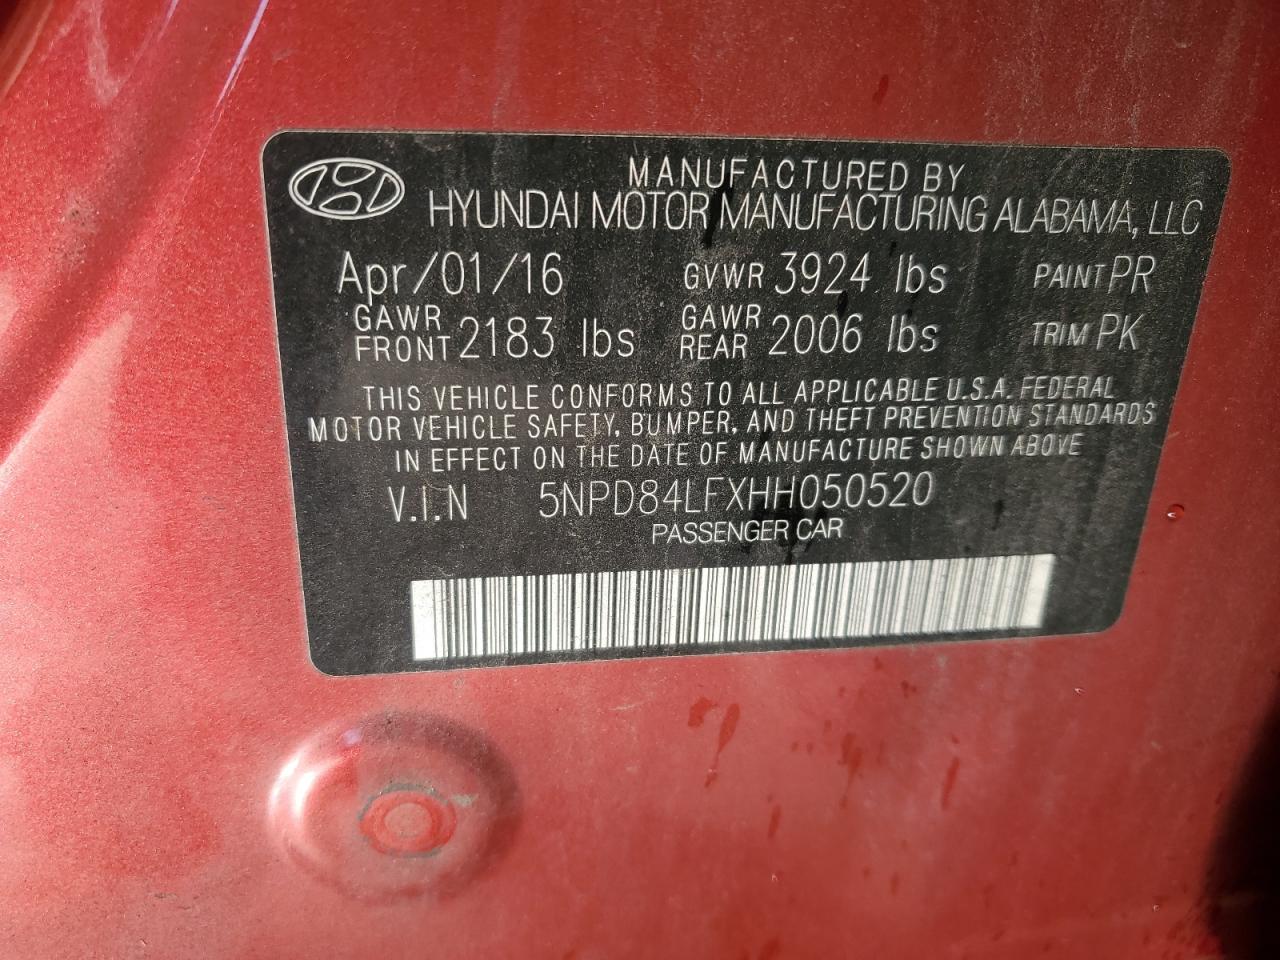 MANUFACTURED BY
HYUNDAI MOTOR MANUFACTURING ALABAMA, LLC
Apr/01/16 GVWR 3924 lbs PAINT PR
GAWR FRONT 2183 lbs GAWR REAR 2006 lbs TRIM PK
THIS VEHICLE CONFORMS TO ALL APPLICABLE U.S.A. FEDERAL
MOTOR VEHICLE SAFETY, BUMPER, AND THEFT PREVENTION STANDARDS
IN EFFECT ON THE DATE OF MANUFACTURE SHOWN ABOVE
V.I.N 5NPD84LFXHH050520
PASSENGER CAR